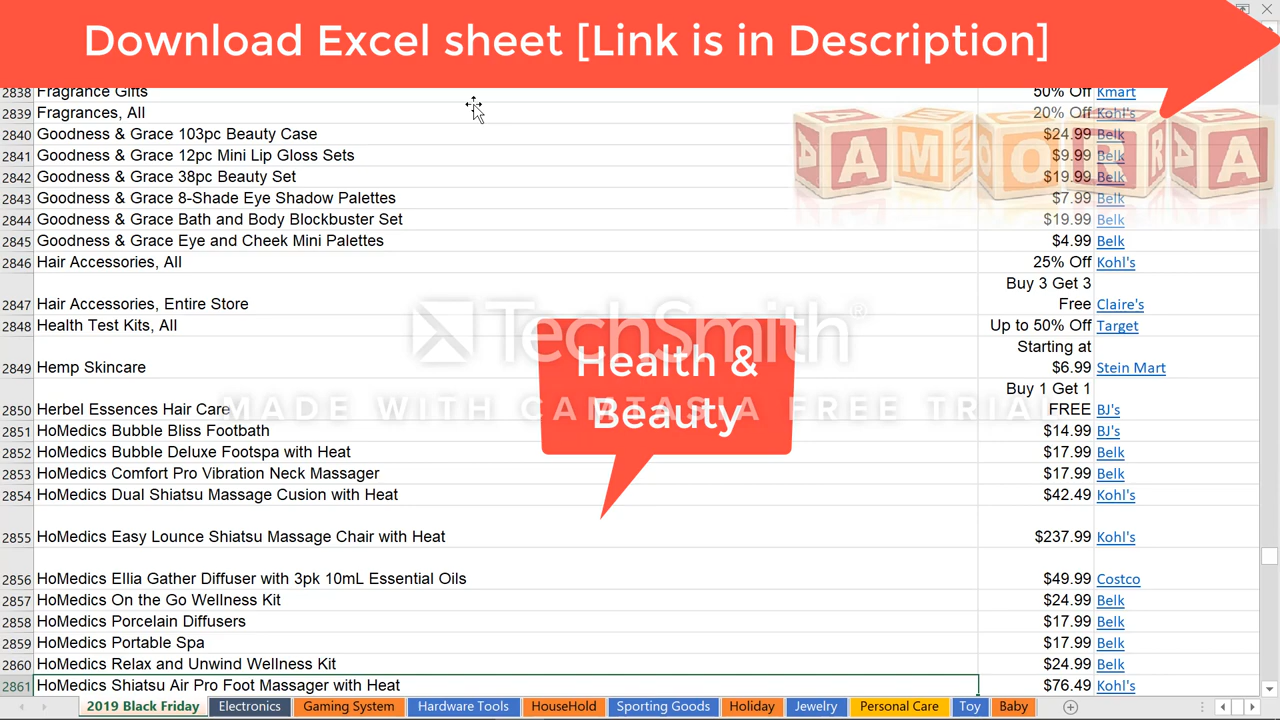 Download Excel sheet [Link is in Description]
2838 Fragrance Gifts 50% Off Kmart
2839 Fragrances, All 20% Off Kohl's
2840 Goodness & Grace 103pc Beauty Case $24.99 Belk
2841 Goodness & Grace 12pc Mini Lip Gloss Sets $9.99 Belk
2842 Goodness & Grace 38pc Beauty Set $19.99 Belk
2843 Goodness & Grace 8-Shade Eye Shadow Palettes $7.99 Belk
2844 Goodness & Grace Bath and Body Blockbuster Set $19.99 Belk
2845 Goodness & Grace Eye and Cheek Mini Palettes $4.99 Belk
AMORA
2846 Hair Accessories, All 25% Off Kohl's
Buy 3 Get 3
2847 Hair Accessories, Entire Store Free Claire's
2848 Health Test Kits, All Up to 50% Off Target
Starting at
2849 Hemp Skincare $6.99 Stein Mart
Buy 1 Get 1
2850 Herbel Essences Hair Care FREE BJ's
TechSmith®
MADE WITH CAMTASIA FREE TRIAL
Health &
Beauty
2851 HoMedics Bubble Bliss Footbath $14.99 BJ's
2852 HoMedics Bubble Deluxe Footspa with Heat $17.99 Belk
2853 HoMedics Comfort Pro Vibration Neck Massager $17.99 Belk
2854 HoMedics Dual Shiatsu Massage Cusion with Heat $42.49 Kohl's
2855 HoMedics Easy Lounce Shiatsu Massage Chair with Heat $237.99 Kohl's
2856 HoMedics Ellia Gather Diffuser with 3pk 10mL Essential Oils $49.99 Costco
2857 HoMedics On the Go Wellness Kit $24.99 Belk
2858 HoMedics Porcelain Diffusers $17.99 Belk
2859 HoMedics Portable Spa $17.99 Belk
2860 HoMedics Relax and Unwind Wellness Kit $24.99 Belk
2861 HoMedics Shiatsu Air Pro Foot Massager with Heat $76.49 Kohl's
2019 Black Friday Electronics Gaming System Hardware Tools HouseHold Sporting Goods Holiday Jewelry Personal Care Toy Baby